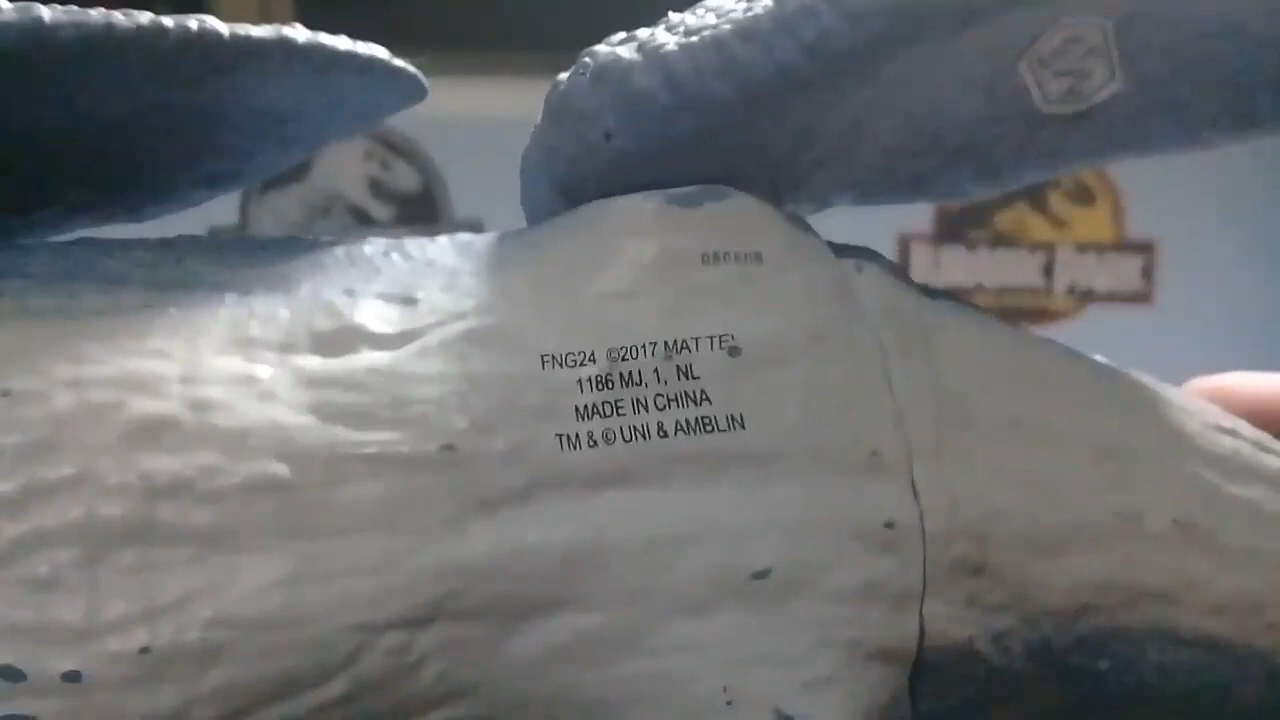 FNG24 ©2017 MATTEL
1186 MJ, 1, NL
MADE IN CHINA
TM & © UNI & AMBLIN